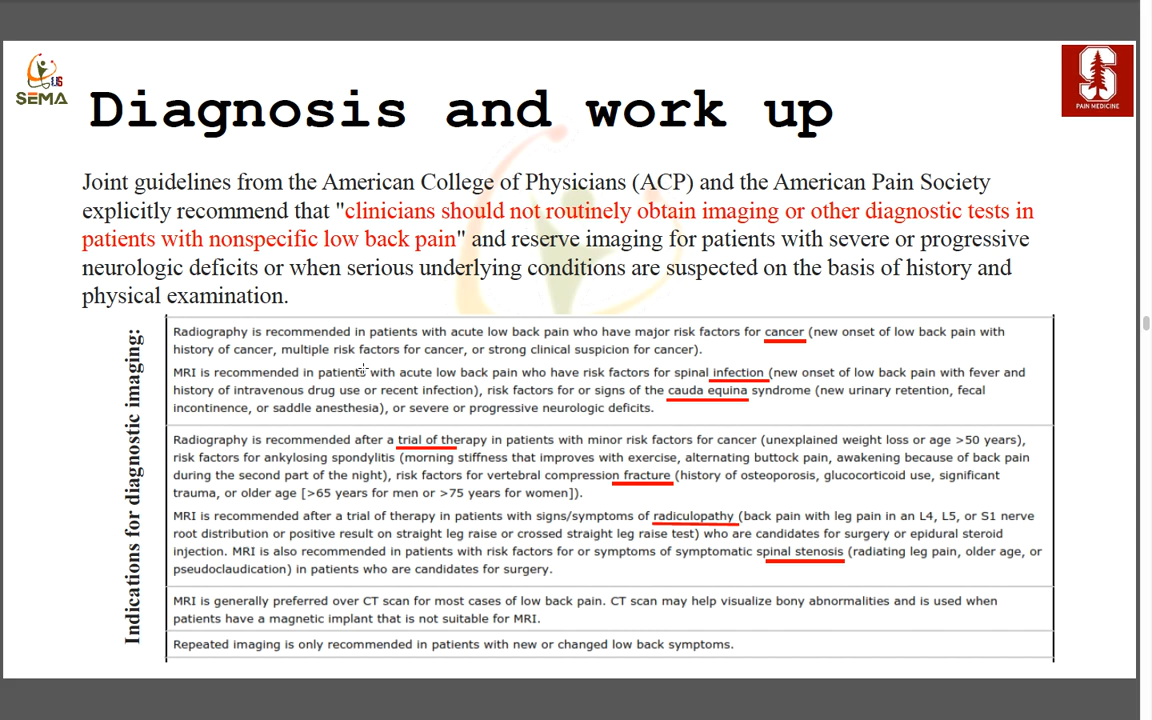 US
SEMA
S
PAIN MEDICINE
Diagnosis and work up
Joint guidelines from the American College of Physicians (ACP) and the American Pain Society
explicitly recommend that "clinicians should not routinely obtain imaging or other diagnostic tests in
patients with nonspecific low back pain" and reserve imaging for patients with severe or progressive
neurologic deficits or when serious underlying conditions are suspected on the basis of history and
physical examination.
Indications for diagnostic imaging:
Radiography is recommended in patients with acute low back pain who have major risk factors for cancer (new onset of low back pain with
history of cancer, multiple risk factors for cancer, or strong clinical suspicion for cancer).
MRI is recommended in patients with acute low back pain who have risk factors for spinal infection (new onset of low back pain with fever and
history of intravenous drug use or recent infection), risk factors for or signs of the cauda equina syndrome (new urinary retention, fecal
incontinence, or saddle anesthesia), or severe or progressive neurologic deficits.
Radiography is recommended after a trial of therapy in patients with minor risk factors for cancer (unexplained weight loss or age >50 years),
risk factors for ankylosing spondylitis (morning stiffness that improves with exercise, alternating buttock pain, awakening because of back pain
during the second part of the night), risk factors for vertebral compression fracture (history of osteoporosis, glucocorticoid use, significant
trauma, or older age [>65 years for men or >75 years for women]).
MRI is recommended after a trial of therapy in patients with signs/symptoms of radiculopathy (back pain with leg pain in an L4, L5, or S1 nerve
root distribution or positive result on straight leg raise or crossed straight leg raise test) who are candidates for surgery or epidural steroid
injection. MRI is also recommended in patients with risk factors for or symptoms of symptomatic spinal stenosis (radiating leg pain, older age, or
pseudoclaudication) in patients who are candidates for surgery.
MRI is generally preferred over CT scan for most cases of low back pain. CT scan may help visualize bony abnormalities and is used when
patients have a magnetic implant that is not suitable for MRI.
Repeated imaging is only recommended in patients with new or changed low back symptoms.